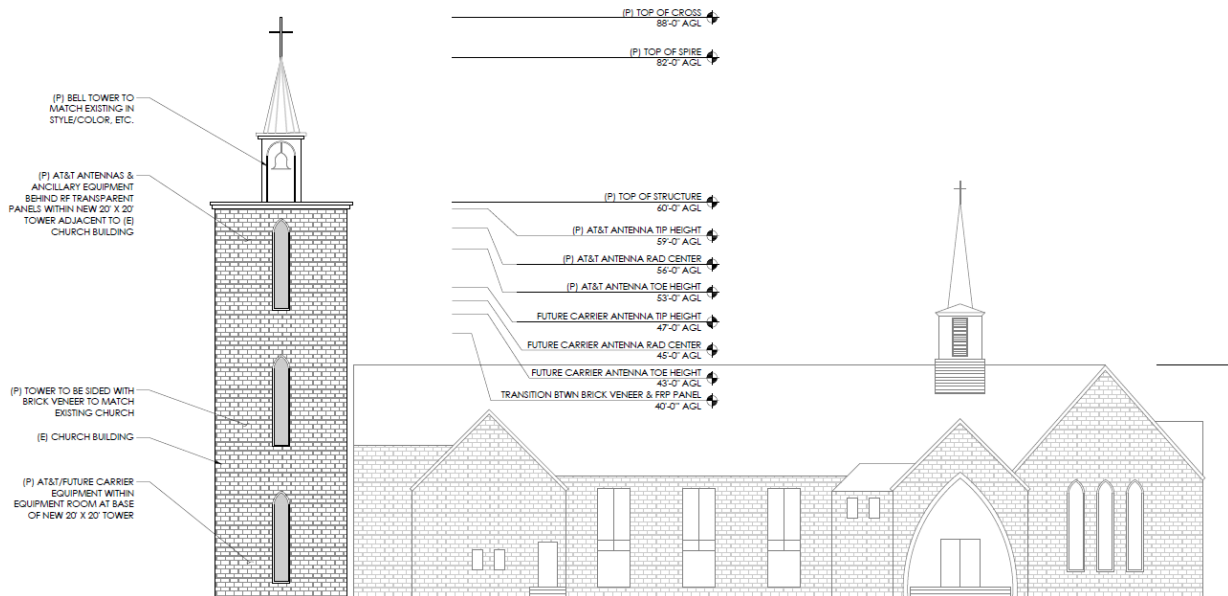 (P) TOP OF CROSS
88'-0" AGL
(P) TOP OF SPIRE
82'-0" AGL
(P) BELL TOWER TO
MATCH EXISTING IN
STYLE/COLOR, ETC.
(P) AT&T ANTENNAS &
ANCILLARY EQUIPMENT
BEHIND RF TRANSPARENT
PANELS WITHIN NEW 20' X 20'
TOWER ADJACENT TO (E)
CHURCH BUILDING
(P) TOP OF STRUCTURE
60'-0" AGL
(P) AT&T ANTENNA TIP HEIGHT
59'-0" AGL
(P) AT&T ANTENNA RAD CENTER
56'-0" AGL
(P) AT&T ANTENNA TOE HEIGHT
53'-0" AGL
FUTURE CARRIER ANTENNA TIP HEIGHT
47'-0" AGL
FUTURE CARRIER ANTENNA RAD CENTER
45'-0" AGL
FUTURE CARRIER ANTENNA TOE HEIGHT
43'-0" AGL
TRANSITION BTWN BRICK VENEER & FRP PANEL
40'-0" AGL
(P) TOWER TO BE SIDED WITH
BRICK VENEER TO MATCH
EXISTING CHURCH
(E) CHURCH BUILDING
(P) AT&T/FUTURE CARRIER
EQUIPMENT WITHIN
EQUIPMENT ROOM AT BASE
OF NEW 20' X 20' TOWER